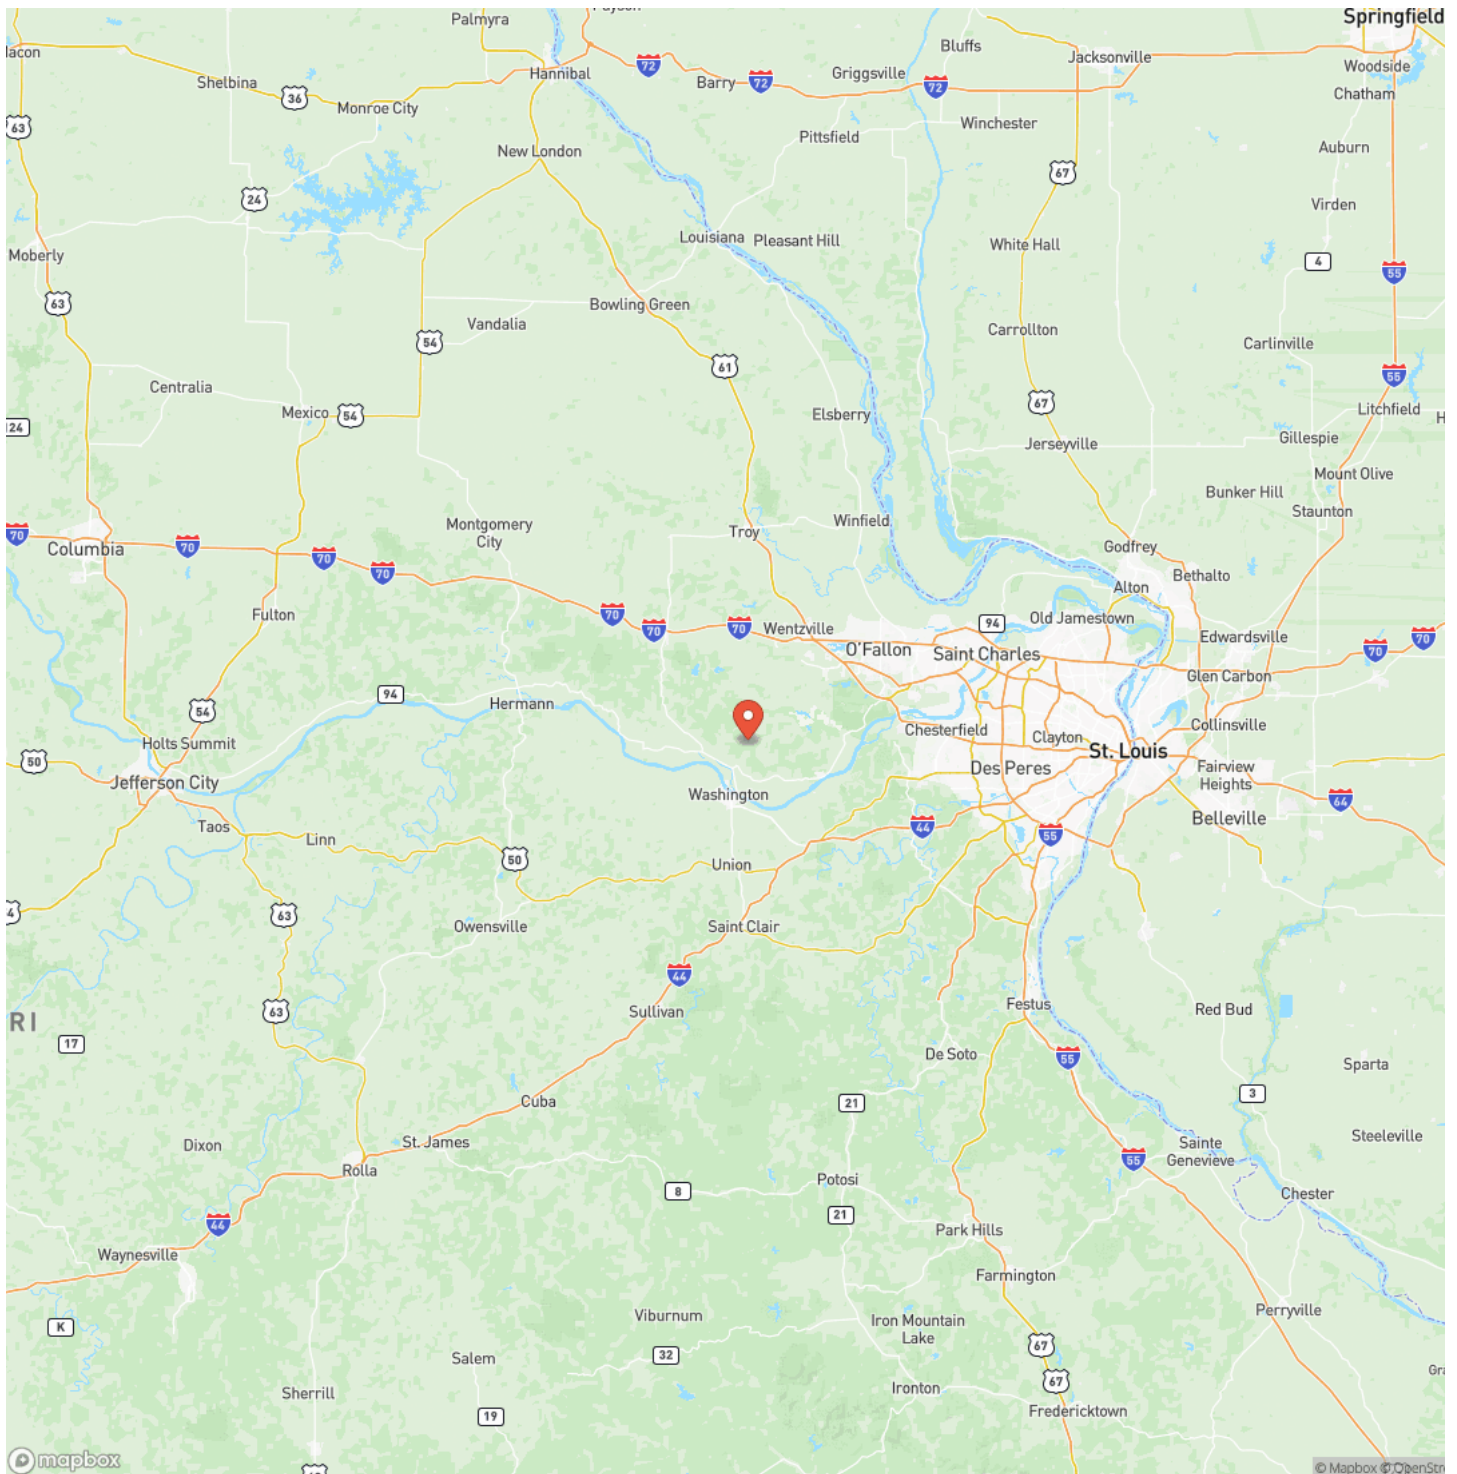 Palmyra
Payson
Springfield
Bluffs
Jacksonville
Macon
Woodside
72
Hannibal
Griggsville
Shelbina
72
Barry
72
Chatham
36
Monroe City
63
Winchester
Pittsfield
Auburn
New London
67
24
Virden
Louisiana
Pleasant Hill
White Hall
Moberly
4
55
63
Bowling Green
Vandalia
Carrollton
54
Carlinville
61
55
Centralia
67
Mexico
54
Elsberry
Litchfield
H
24
Gillespie
Jerseyville
Mount Olive
Bunker Hill
Staunton
Montgomery
City
Winfield
70
Troy
Columbia
70
70
70
Godfrey
Bethalto
Alton
Fulton
70
Old Jamestown
94
70
70
Wentzville
Edwardsville
70
70
O'Fallon
Saint Charles
Glen Carbon
94
Hermann
54
Collinsville
Chesterfield
Clayton
Holts Summit
St. Louis
50
Des Peres
Fairview
Heights
Jefferson City
Washington
64
Belleville
Taos
44
55
Linn
50
Union
4
63
Owensville
Saint Clair
44
Festus
Red Bud
63
Sullivan
RI
17
De Soto
55
Sparta
3
Cuba
21
Dixon
St. James
Steeleville
Sainte
Genevieve
55
Rolla
Potosi
8
Chester
21
44
Park Hills
Waynesville
Farmington
Perryville
Viburnum
Iron Mountain
Lake
K
67
32
Salem
Gra
67
Sherrill
Ironton
19
Fredericktown
mapbox
© Mapbox © OpenStre